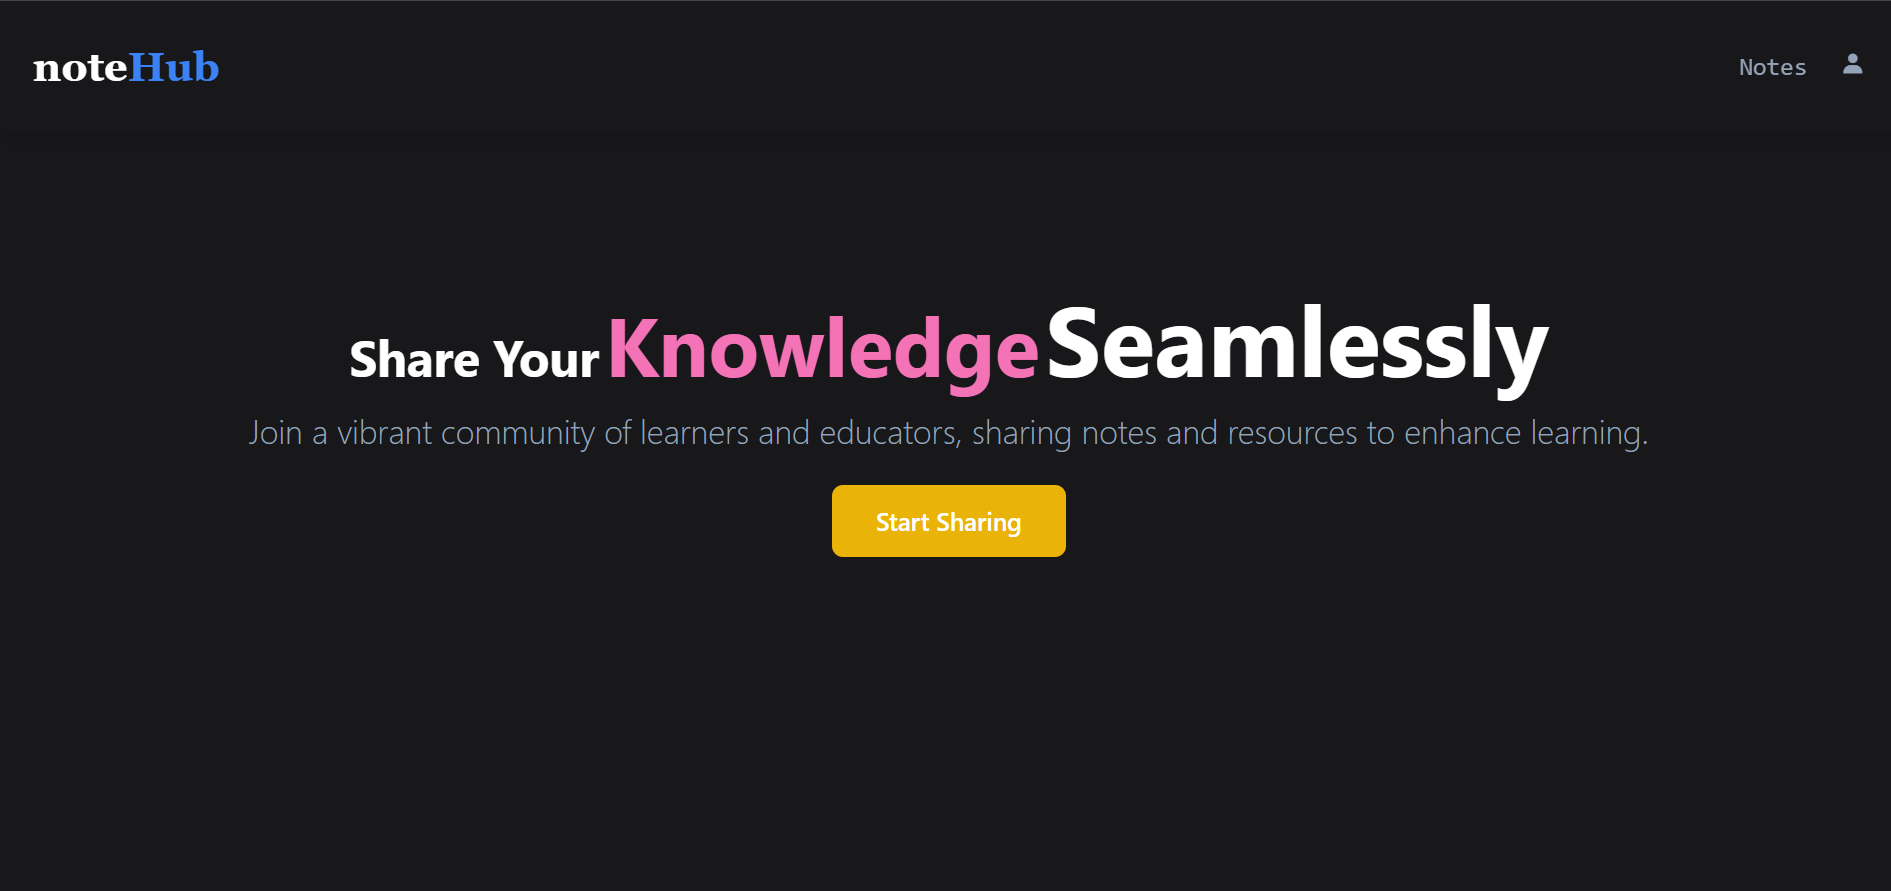 noteHub
Notes
Share Your Knowledge Seamlessly
Join a vibrant community of learners and educators, sharing notes and resources to enhance learning.
Start Sharing